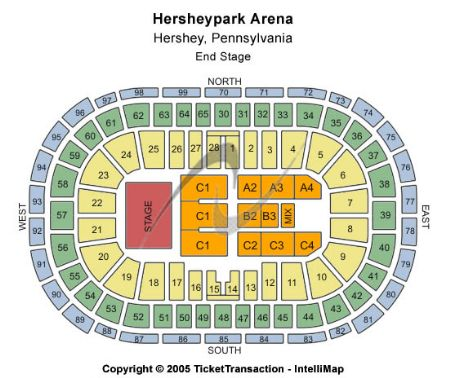 Hersheypark Arena
Hershey, Pennsylvania
End Stage
NORTH
98 99 70 71 72
97 73
96 74
95 75
94 76
93 77
92 78
91 79
90 80
89 81
88 87 86 85 84 83 82
60 61 62 63 64 65 28 1
59
58
57
56
55
54
53 52 51 50 49 48 47 46 45 44 43 42
41
40
39
38
37
36
24 25 26 27 28 1 2 3 4 5
23 6
22 7
21 8
20 9
19 18 17 16 15 14 13 12 11 10
WEST
EAST
STAGE
C1 A2 A3 A4
C1 B2 B3 MIX
C1 C2 C3 C4
SOUTH
Copyright © 2005 TicketTransaction - IntelliMap